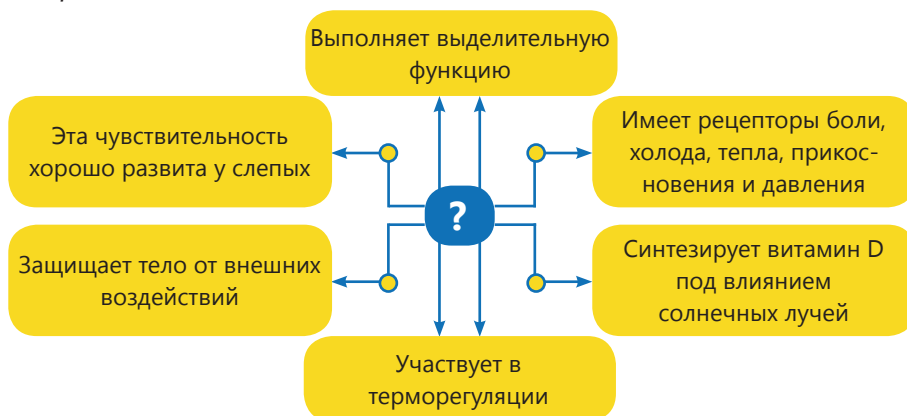 Выполняет выделительную
функцию
Эта чувствительность
хорошо развита у слепых
Имеет рецепторы боли,
холода, тепла, прикос-
новения и давления
?
Защищает тело от внешних
воздействий
Синтезирует витамин D
под влиянием
солнечных лучей
Участвует в
терморегуляции